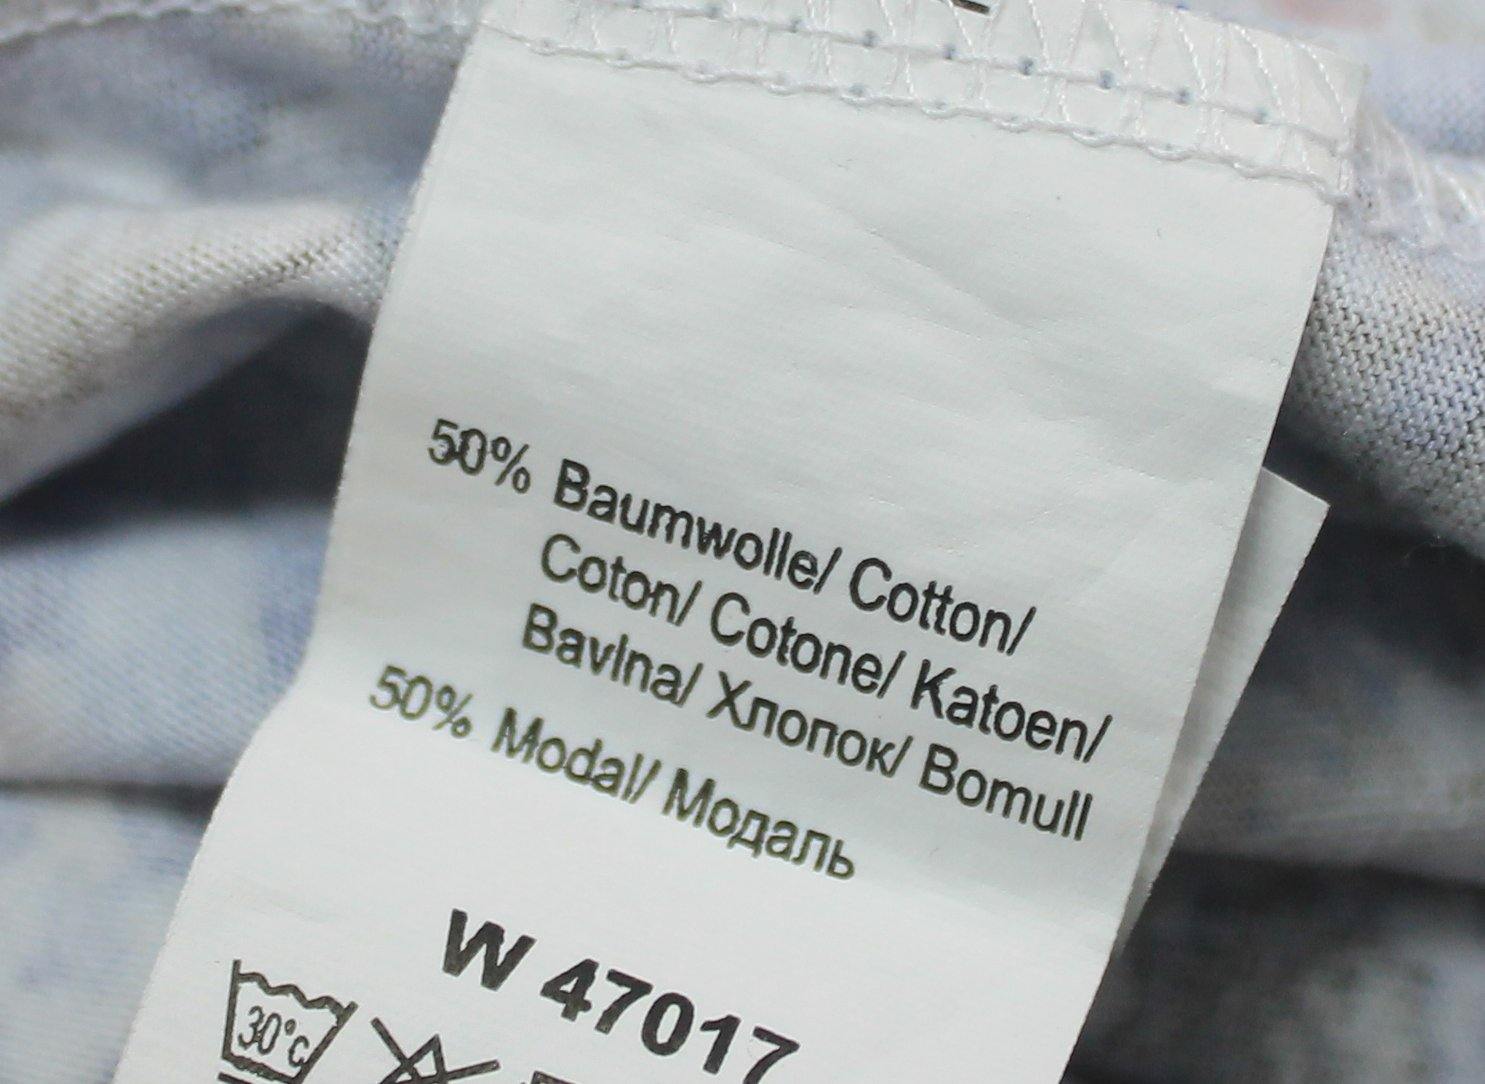 50% Baumwolle/ Cotton/
Coton/ Cotone/ Katoen/
Bavlna/ Хлопок/ Bomull
50% Modal/ Модаль
W 47017
30°c